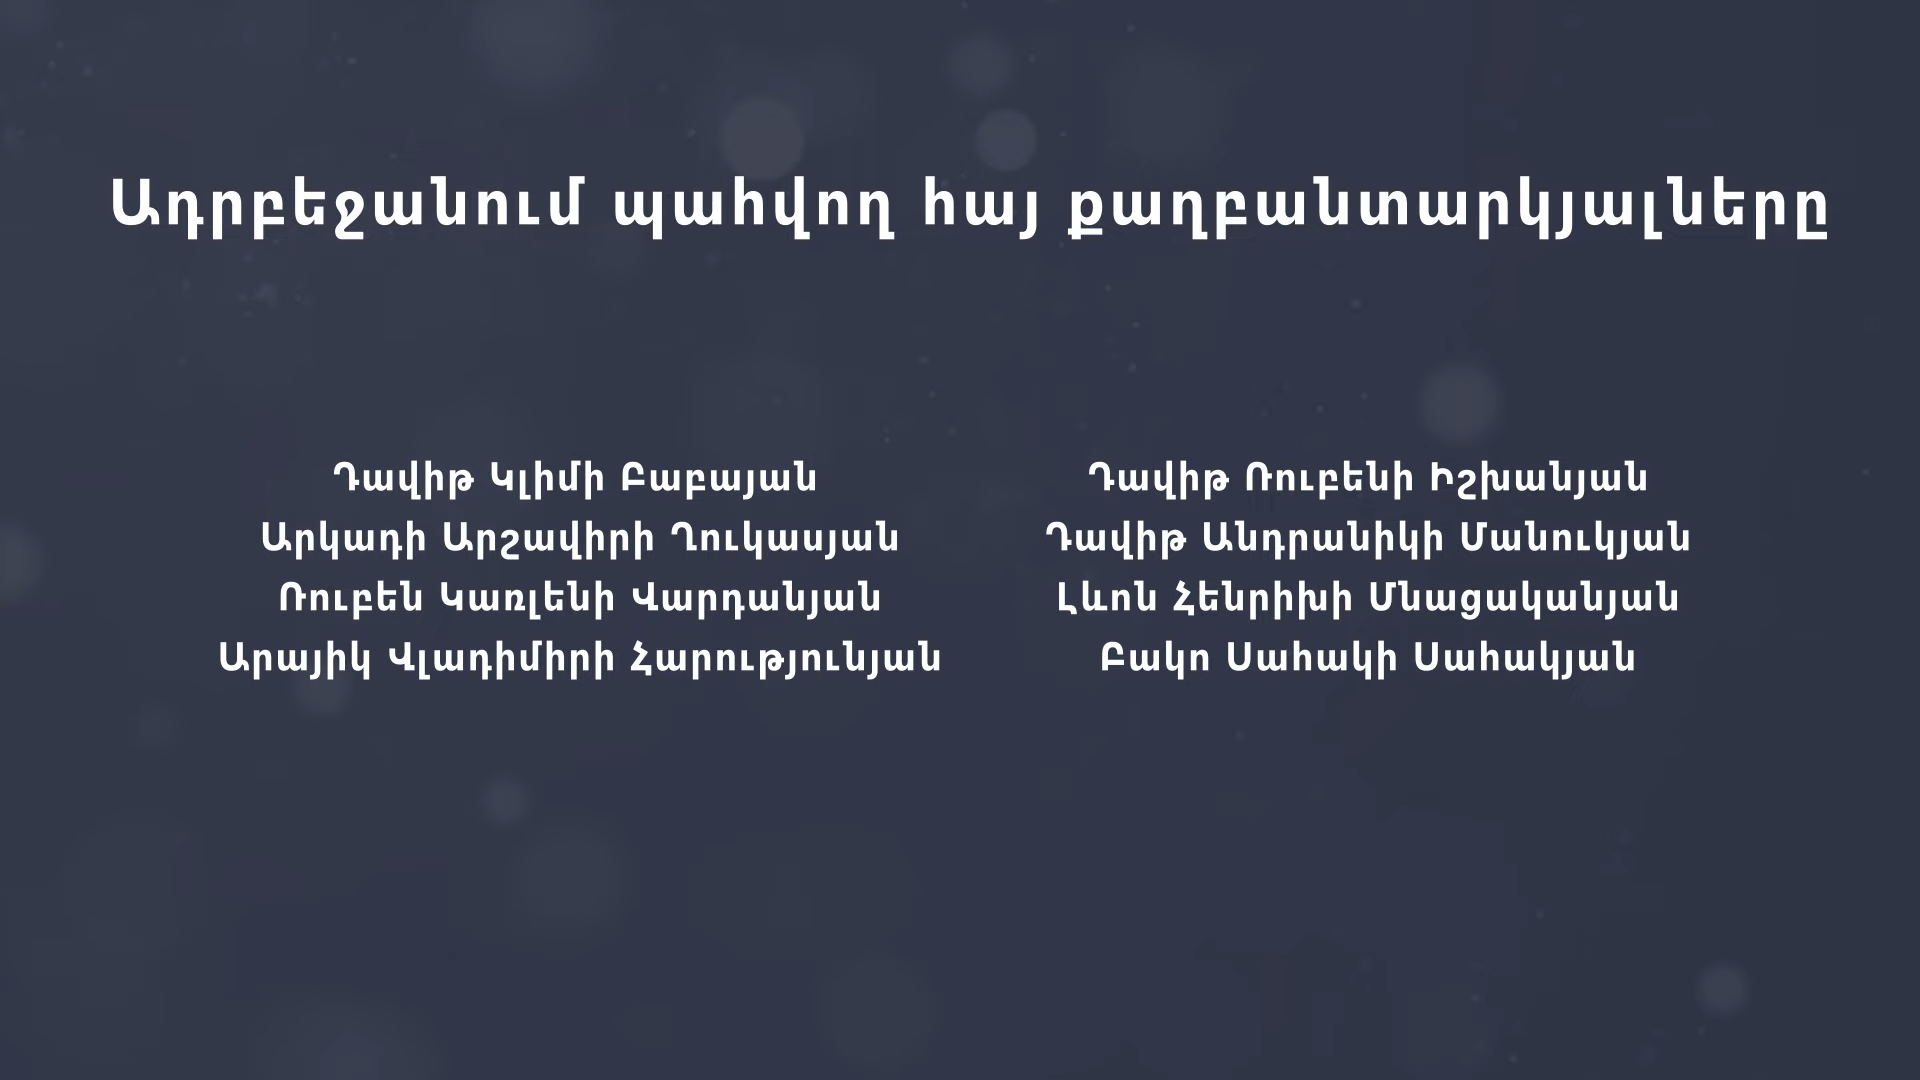 Ադրբեջանում պահվող հայ քաղբանտարկյալները
Դավիթ Կլիմի Բաբայան
Արկադի Արշավիրի Ղուկասյան
Ռուբեն Կառլենի Վարդանյան
Արայիկ Վլադիմիրի Հարությունյան
Դավիթ Ռուբենի Իշխանյան
Դավիթ Անդրանիկի Մանուկյան
Լևոն Հենրիխի Մնացականյան
Բակո Սահակի Սահակյան